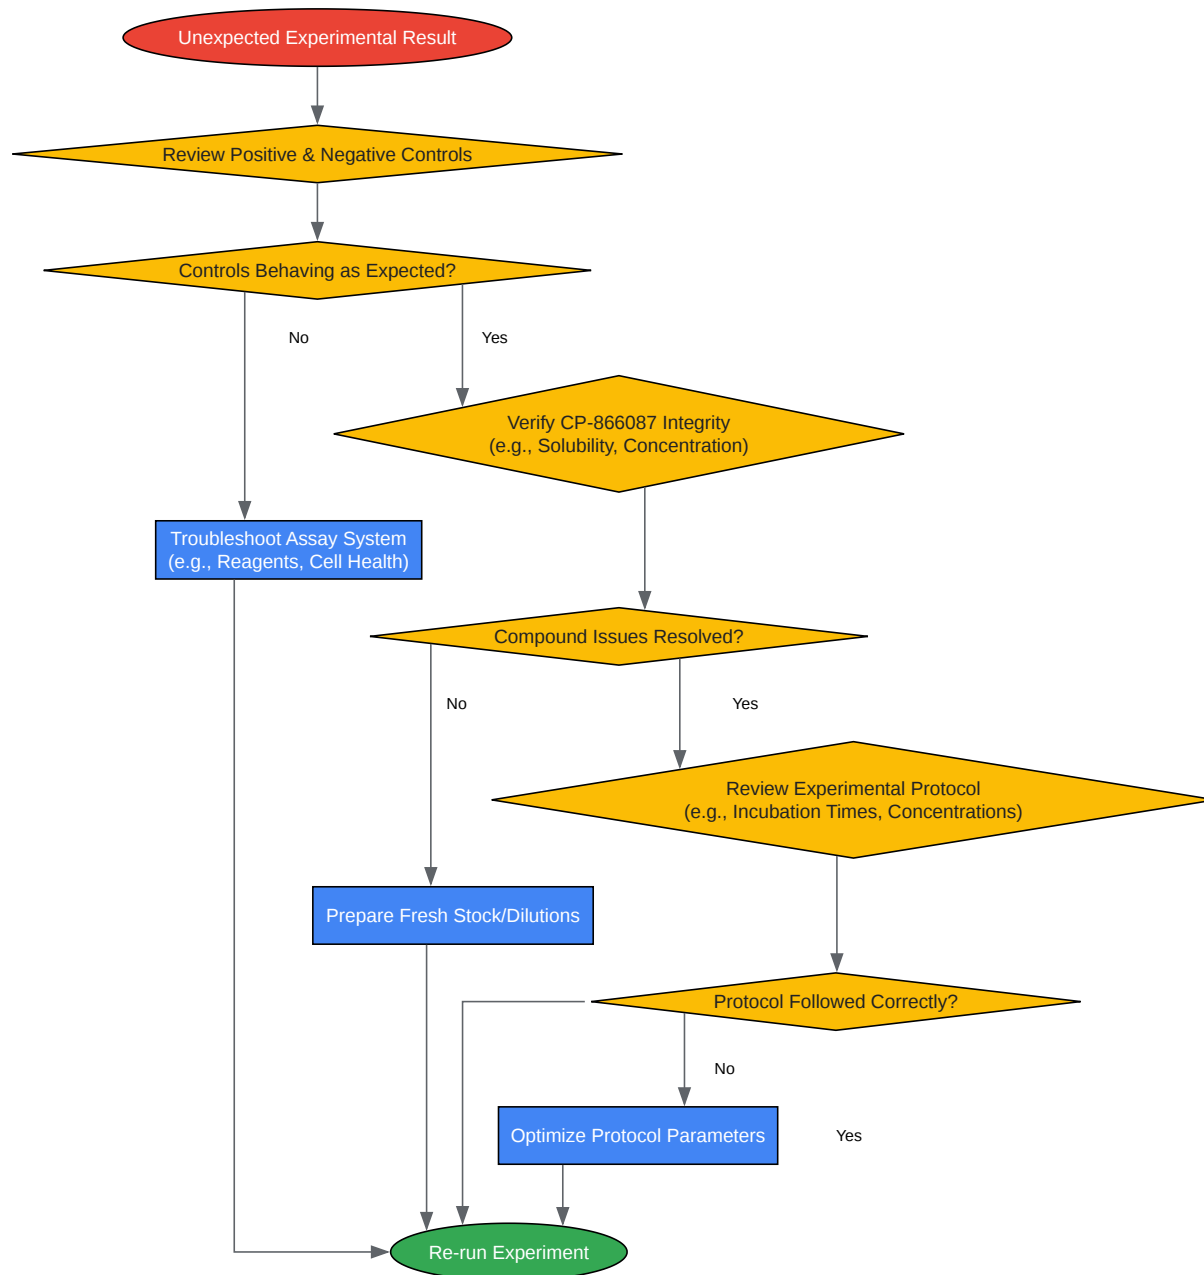 Unexpected Experimental Result
Review Positive & Negative Controls
Controls Behaving as Expected?
No
Yes
Verify CP-866087 Integrity
(e.g., Solubility, Concentration)
Troubleshoot Assay System
(e.g., Reagents, Cell Health)
Compound Issues Resolved?
No
Yes
Review Experimental Protocol
(e.g., Incubation Times, Concentrations)
Prepare Fresh Stock/Dilutions
Protocol Followed Correctly?
No
Optimize Protocol Parameters
Yes
Re-run Experiment